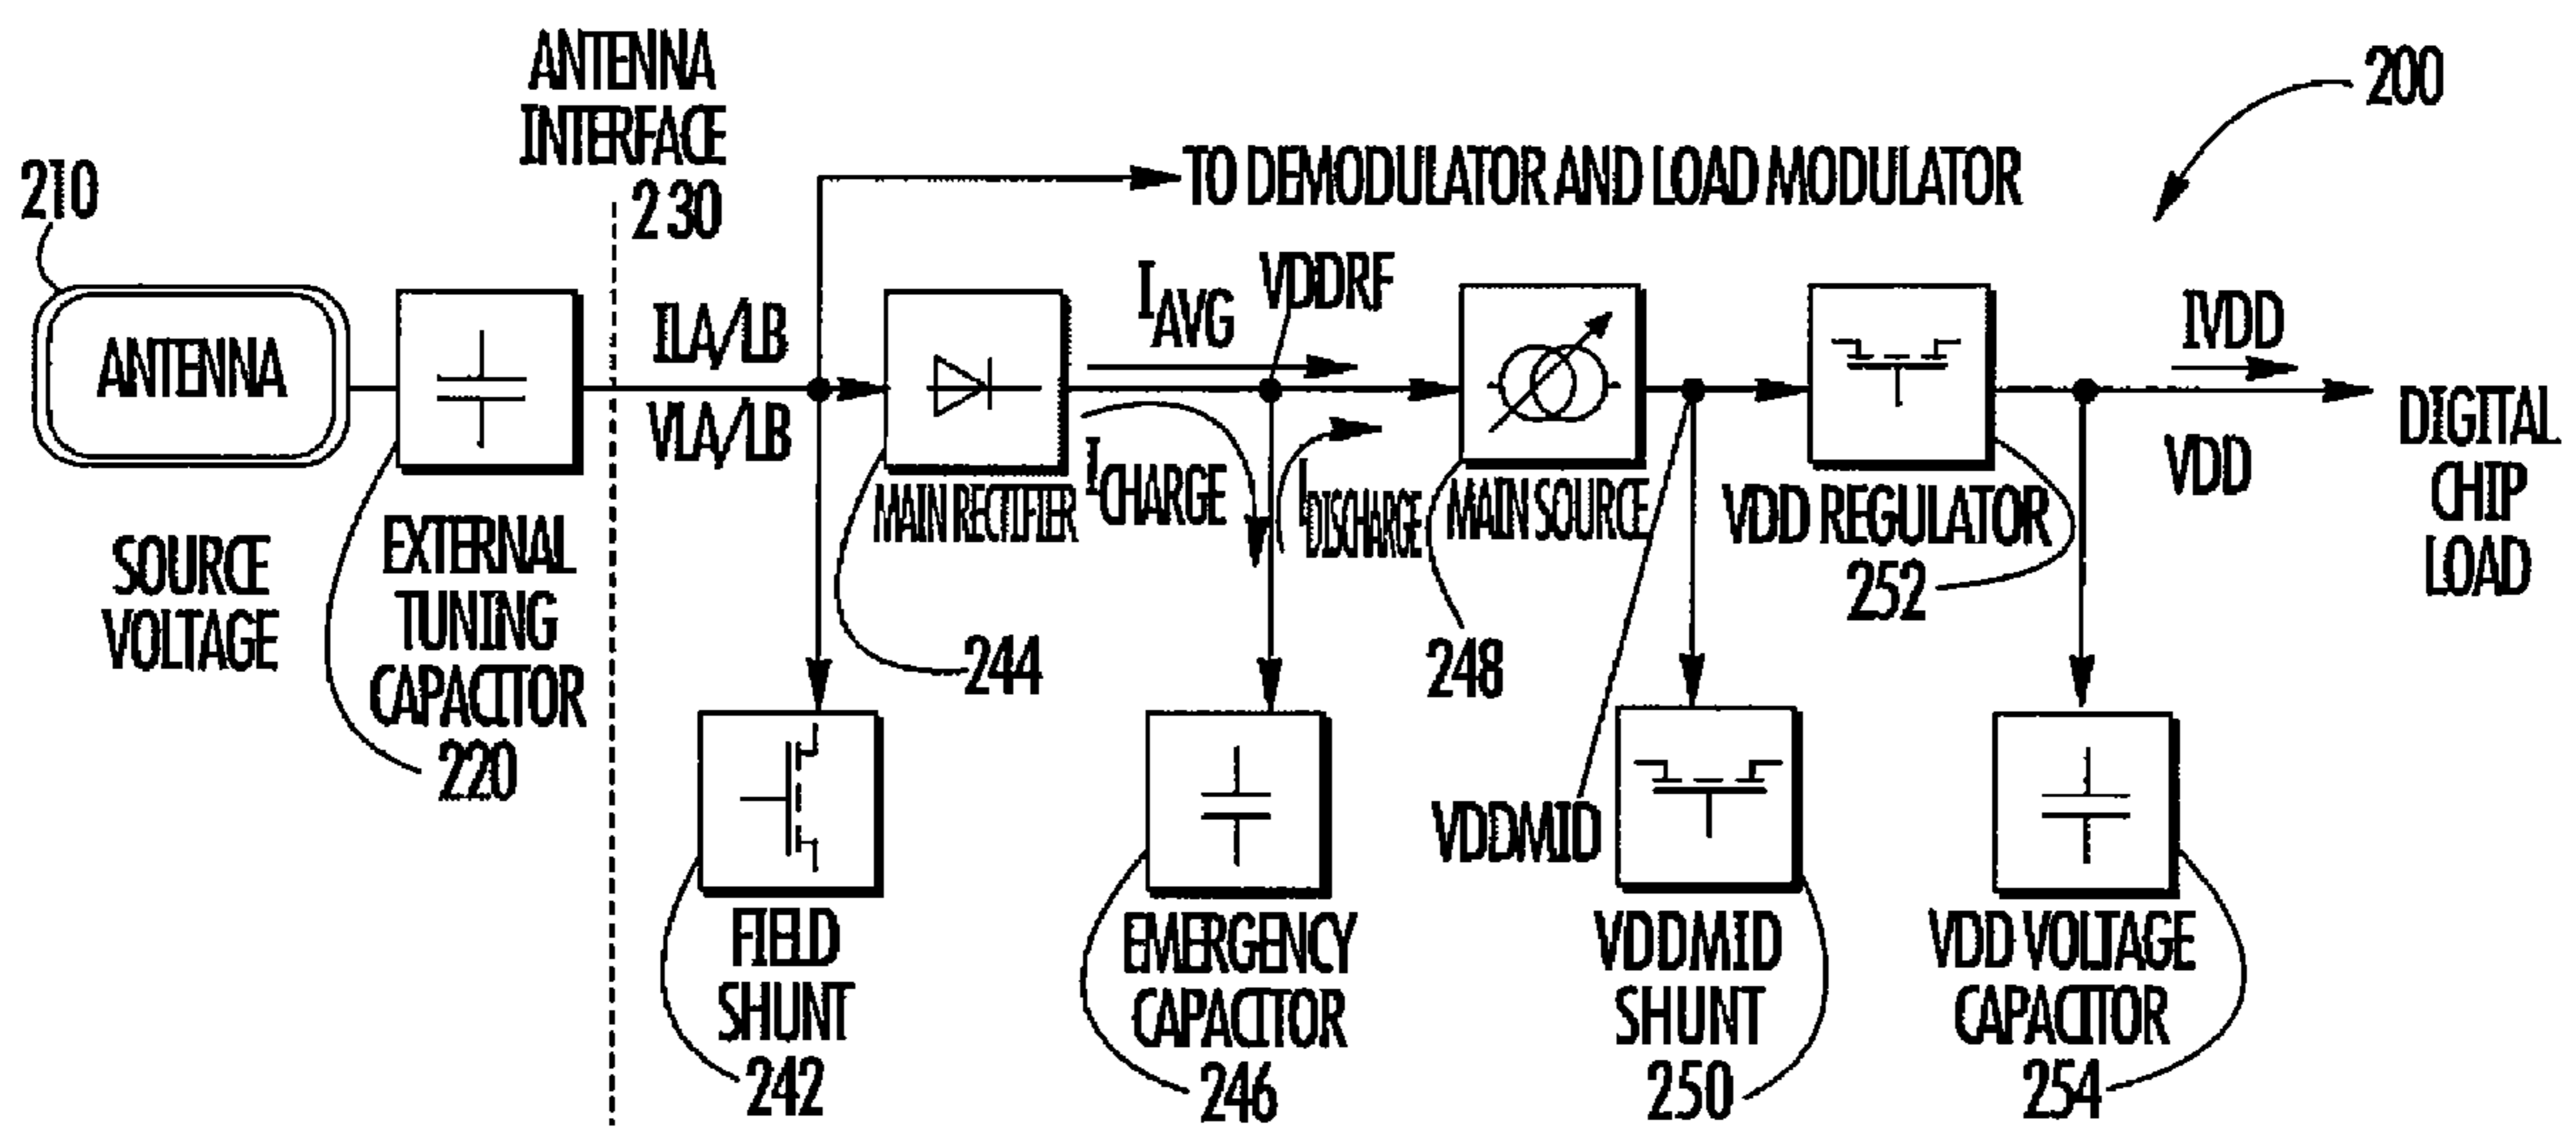 ANTENNA
INTERFACE
230
200
210
TO DEMODULATOR AND LOAD MODULATOR
ANTENNA
SOURCE
VOLTAGE
EXTERNAL
TUNING
CAPACITOR
220
ILA/LB
VLA/LB
MAIN RECTIFIER
244
IAVG
VDDRF
ICHARGE
IDISCHARGE
MAIN SOURCE
248
VDD REGULATOR
252
IVDD
VDD
DIGITAL
CHIP
LOAD
FIELD
SHUNT
242
EMERGENCY
CAPACITOR
246
VDDMID
VDDMID
SHUNT
250
VDD VOLTAGE
CAPACITOR
254